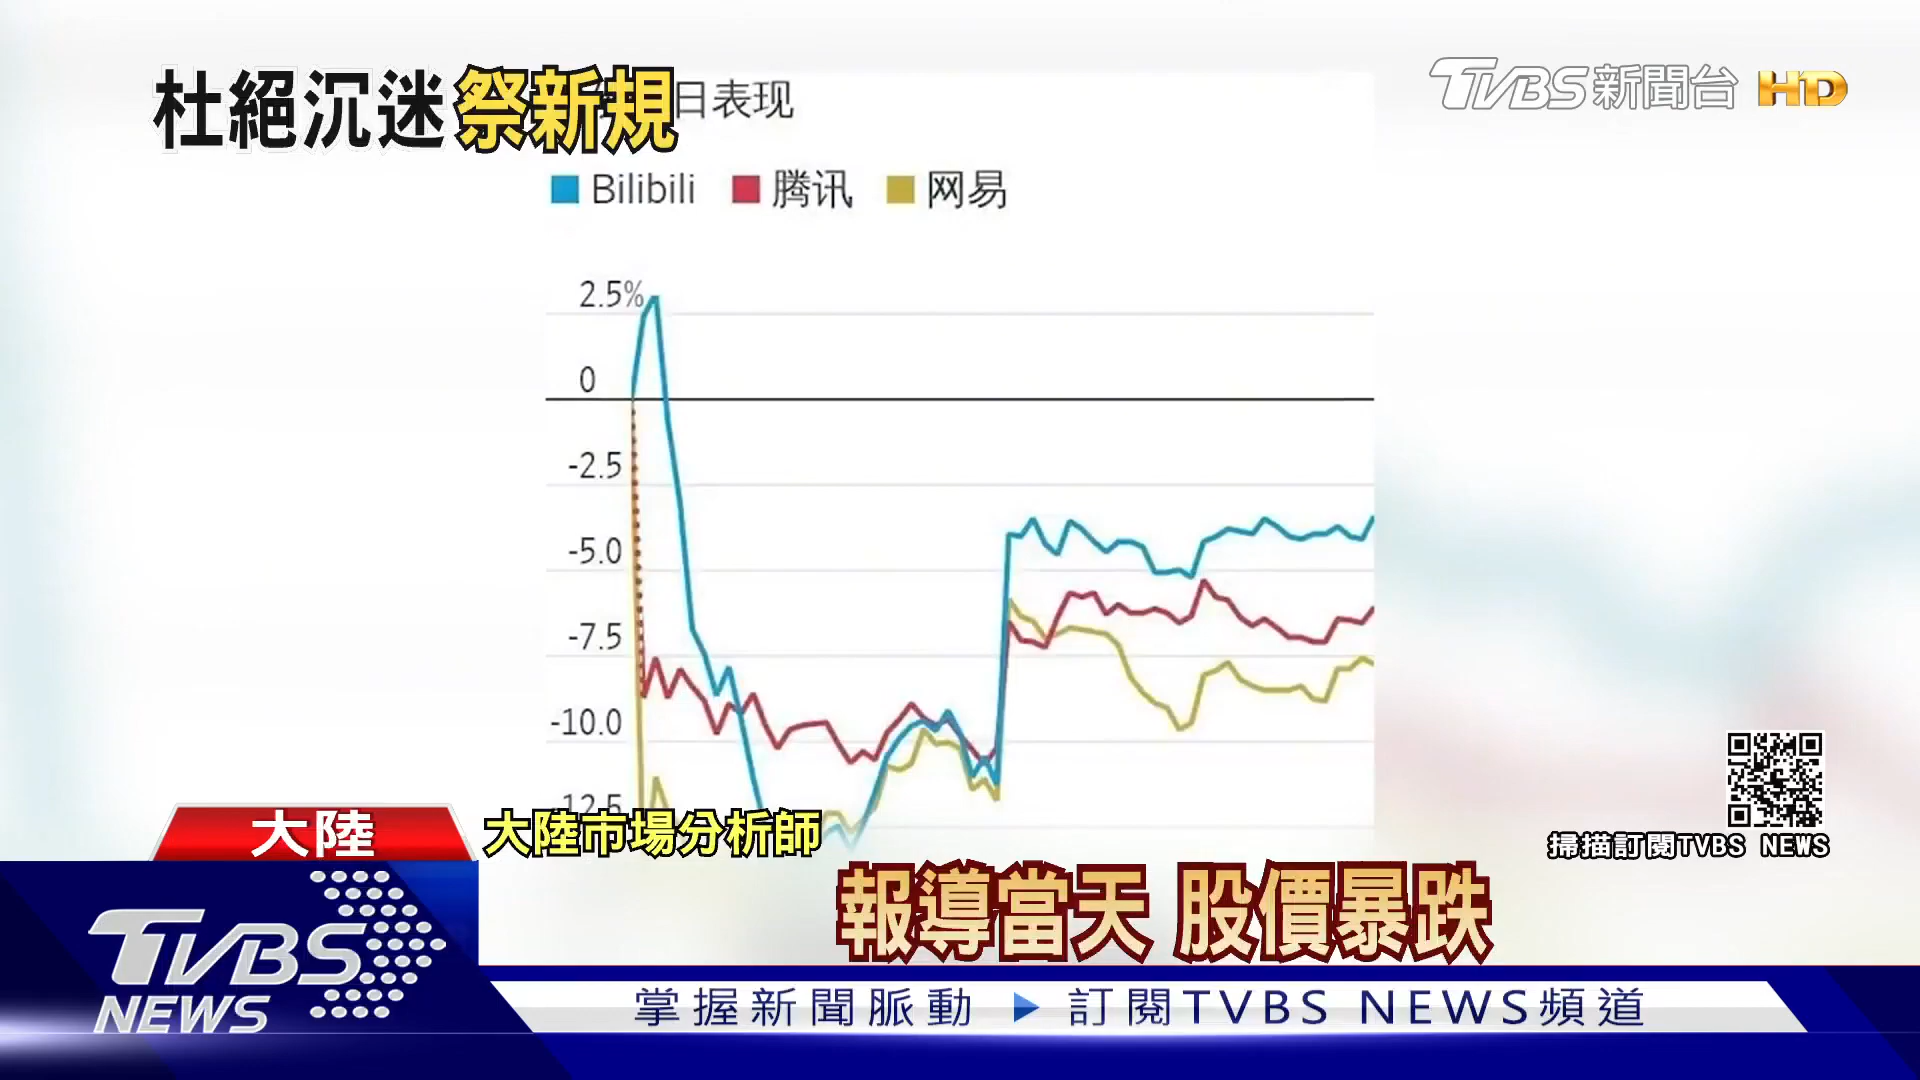 杜絕沉迷祭新規
日表现
TVBS新聞台 HD
Bilibili 腾讯 网易
2.5%
0
-2.5
-5.0
-7.5
-10.0
-12.5
大陸
大陸市場分析師
掃描訂閱TVBS NEWS
報導當天 股價暴跌
TVBS
NEWS
掌握新聞脈動 ▶ 訂閱TVBS NEWS頻道